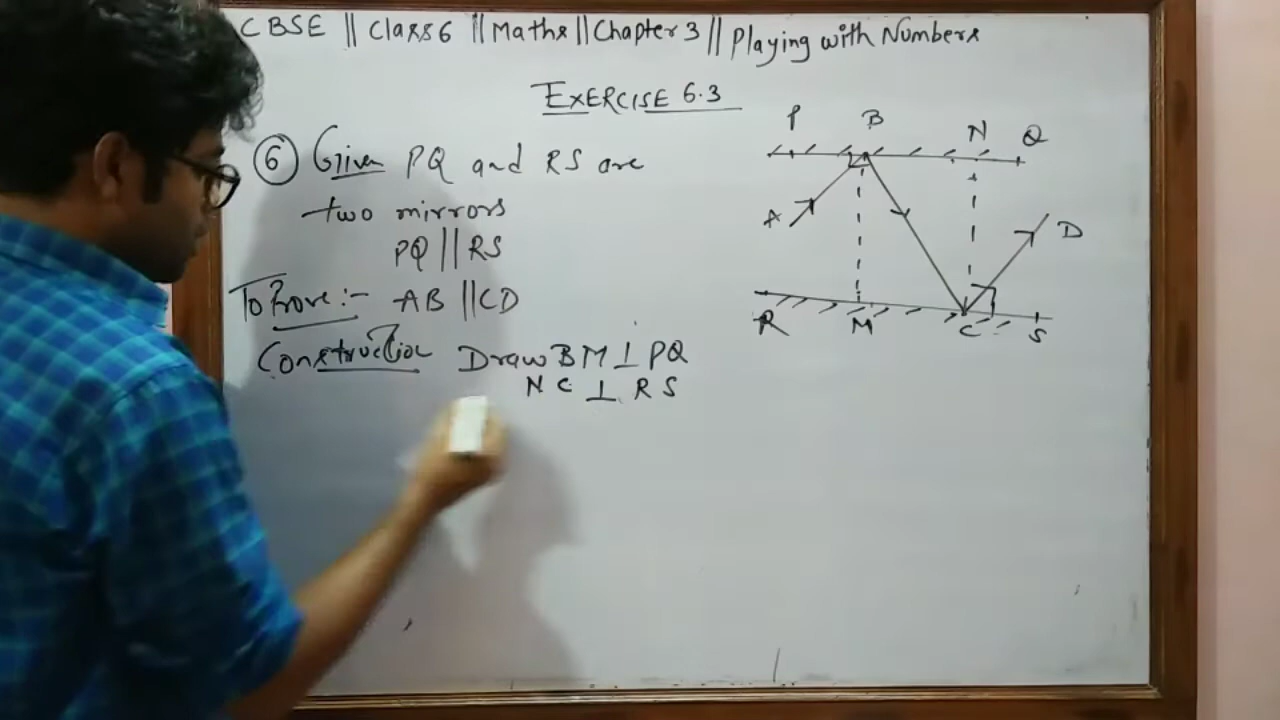 CBSE || Class 6 || Maths || Chapter 3 || Playing with Numbers
EXERCISE 6.3
6 Given PQ and RS are
two mirrors
PQ || RS
To Prove:- AB || CD
Construction Draw BM ⊥ PQ
NC ⊥ RS
P B N Q
A D
R M C S